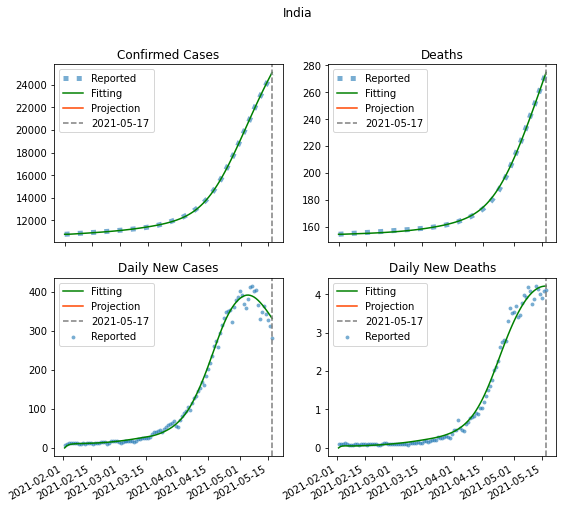 India
Confirmed Cases
Reported
Fitting
Projection
2021-05-17
24000
22000
20000
18000
16000
14000
12000
Deaths
Reported
Fitting
Projection
2021-05-17
280
260
240
220
200
180
160
Daily New Cases
Fitting
Projection
2021-05-17
Reported
400
300
200
100
0
2021-02-01
2021-02-15
2021-03-01
2021-03-15
2021-04-01
2021-04-15
2021-05-01
2021-05-15
Daily New Deaths
Fitting
Projection
2021-05-17
Reported
4
3
2
1
0
2021-02-01
2021-02-15
2021-03-01
2021-03-15
2021-04-01
2021-04-15
2021-05-01
2021-05-15